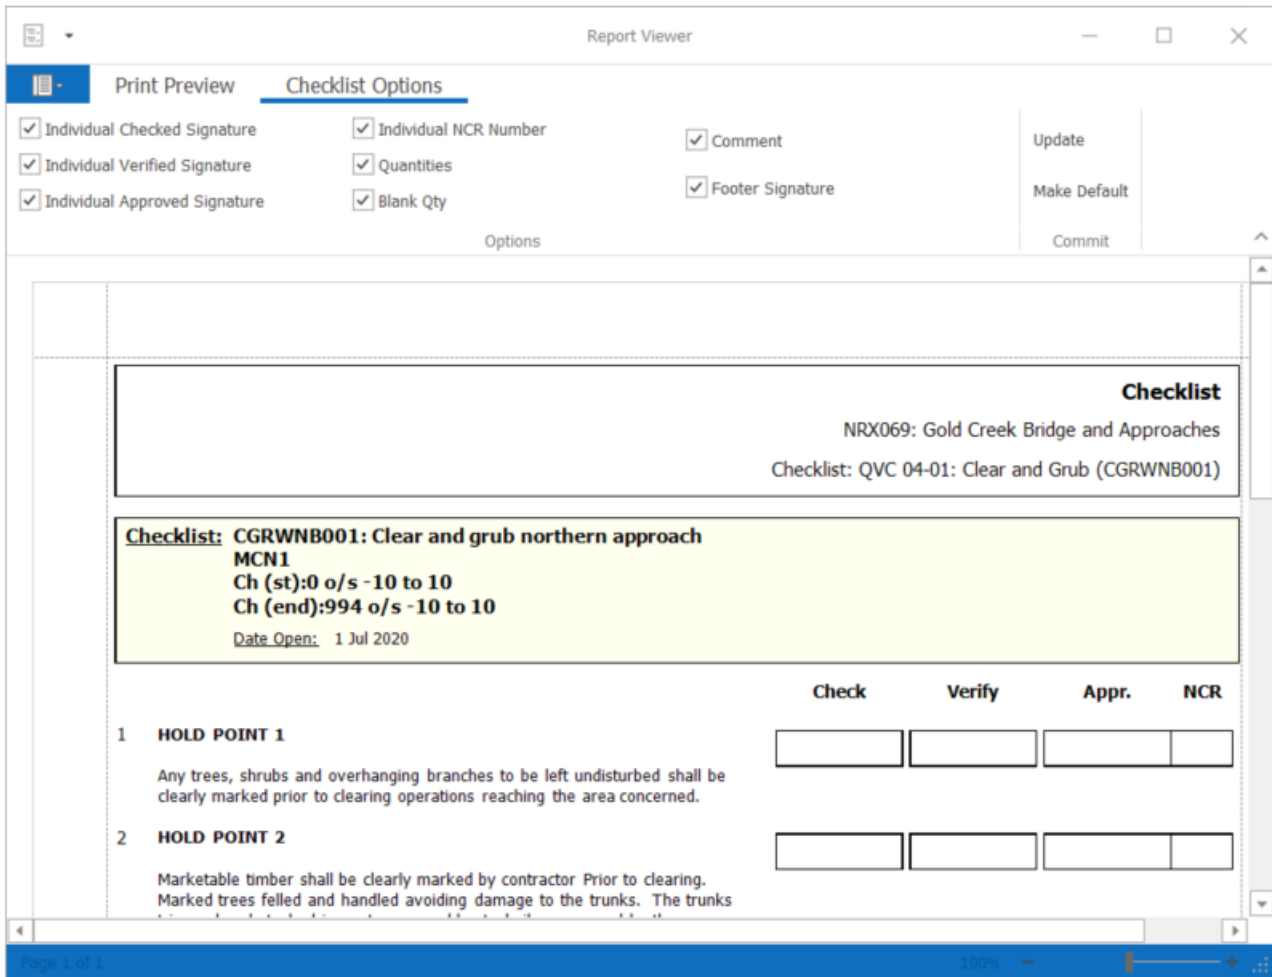 Report Viewer
Print Preview Checklist Options
Individual Checked Signature
Individual Verified Signature
Individual Approved Signature
Individual NCR Number
Quantities
Blank Qty
Comment
Footer Signature
Options
Update
Make Default
Commit
Checklist
NRX069: Gold Creek Bridge and Approaches
Checklist: QVC 04-01: Clear and Grub (CGRWNB001)
Checklist: CGRWNB001: Clear and grub northern approach
MCN1
Ch (st):0 o/s -10 to 10
Ch (end):994 o/s -10 to 10
Date Open: 1 Jul 2020
Check Verify Appr. NCR
1 HOLD POINT 1
Any trees, shrubs and overhanging branches to be left undisturbed shall be
clearly marked prior to clearing operations reaching the area concerned.
2 HOLD POINT 2
Marketable timber shall be clearly marked by contractor Prior to clearing.
Marked trees felled and handled avoiding damage to the trunks. The trunks
Page 1 of 1 100%